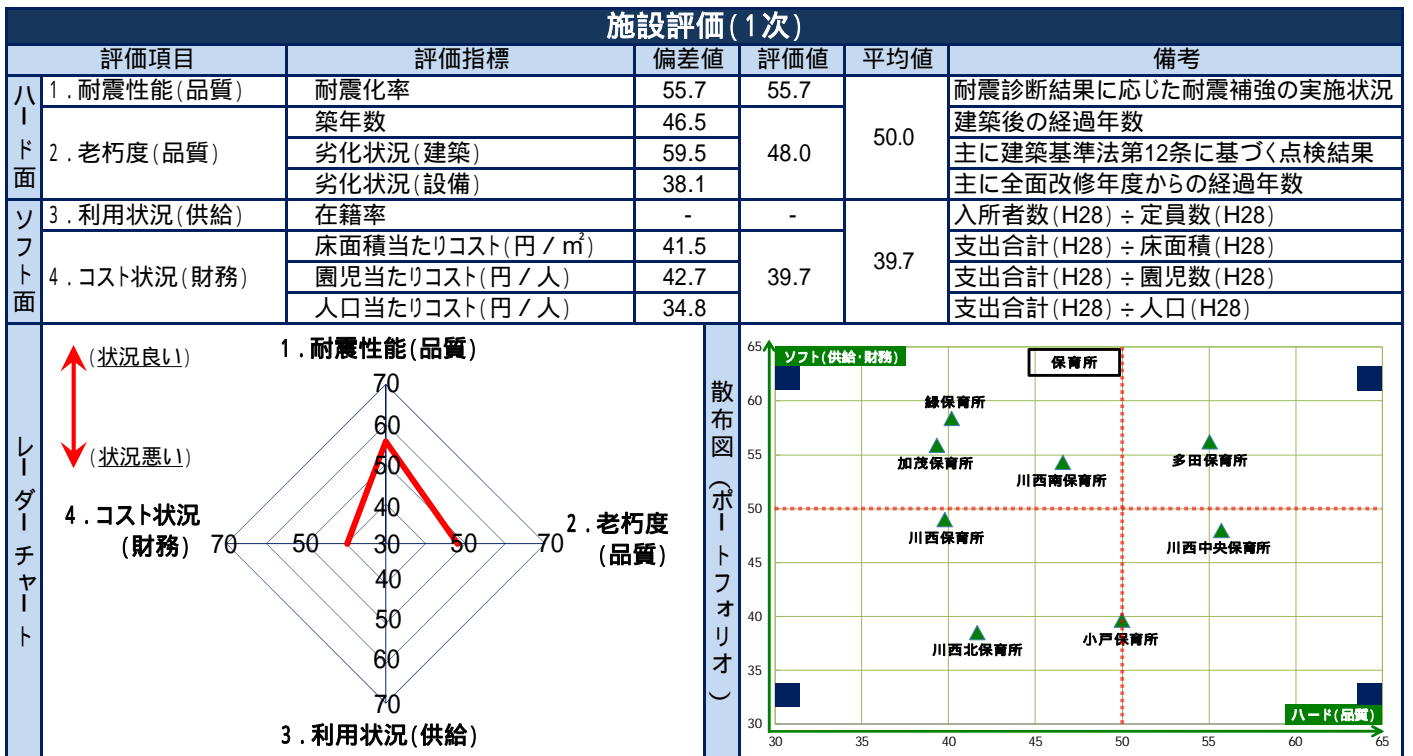 施設評価(1次)
評価項目 評価指標 偏差値 評価値 平均値 備考
ハード面
1.耐震性能(品質) 耐震化率 55.7 55.7 50.0 耐震診断結果に応じた耐震補強の実施状況
2.老朽度(品質) 築年数 46.5 48.0 建築後の経過年数
劣化状況(建築) 59.5 主に建築基準法第12条に基づく点検結果
劣化状況(設備) 38.1 主に全面改修年度からの経過年数
ソフト面
3.利用状況(供給) 在籍率 - - 39.7 入所者数(H28)÷定員数(H28)
4.コスト状況(財務) 床面積当たりコスト(円/㎡) 41.5 39.7 支出合計(H28)÷床面積(H28)
園児当たりコスト(円/人) 42.7 支出合計(H28)÷園児数(H28)
人口当たりコスト(円/人) 34.8 支出合計(H28)÷人口(H28)
レーダーチャート
(状況良い)
(状況悪い)
1.耐震性能(品質)
70
60
50
40
4.コスト状況
(財務)
70 50 30 50 70
2.老朽度
(品質)
40
50
60
70
3.利用状況(供給)
散布図(ポートフォリオ)
65
ソフト(供給・財務)
保育所
60
緑保育所
55
加茂保育所
川西南保育所
多田保育所
50
川西保育所
川西中央保育所
45
40
川西北保育所
小戸保育所
35
ハード(品質)
30
30 35 40 45 50 55 60 65